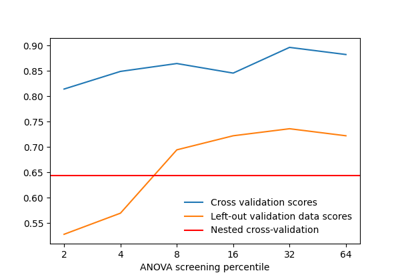 0.90
0.85
0.80
0.75
0.70
0.65
0.60
0.55
Cross validation scores
Left-out validation data scores
Nested cross-validation
2 4 8 16 32 64
ANOVA screening percentile